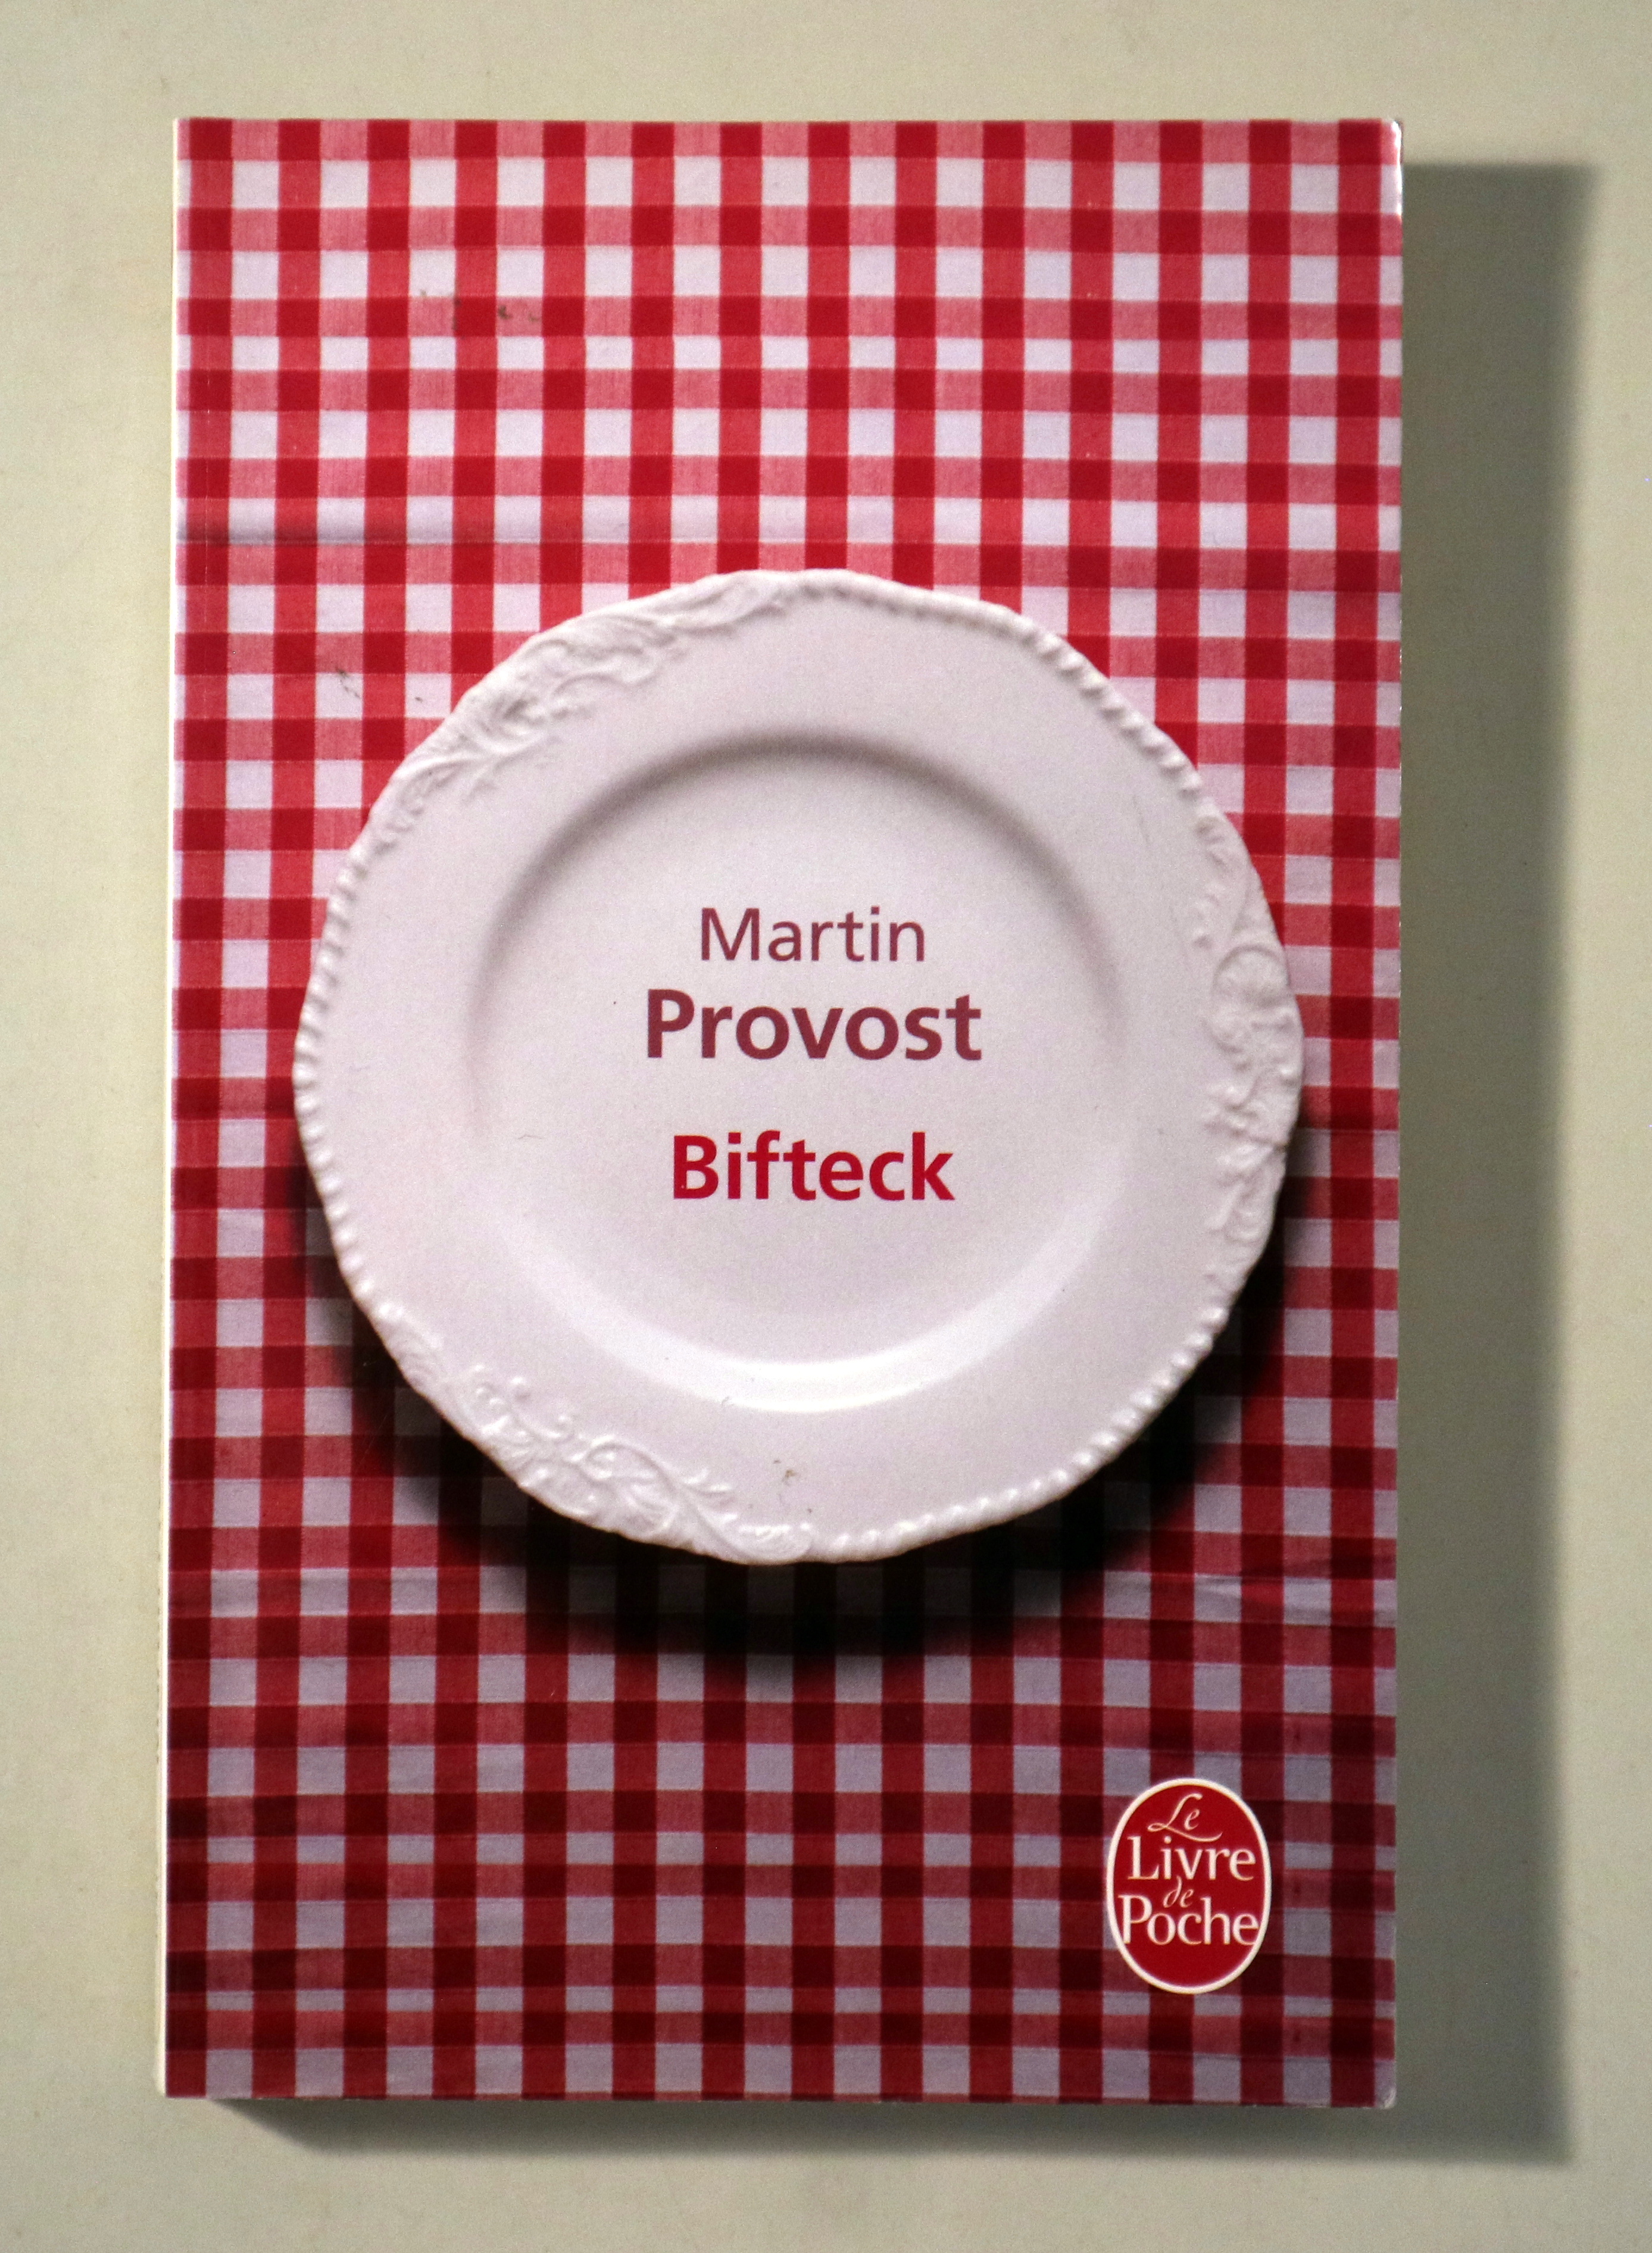 Martin
Provost
Bifteck
Le
Livre
de
Poche